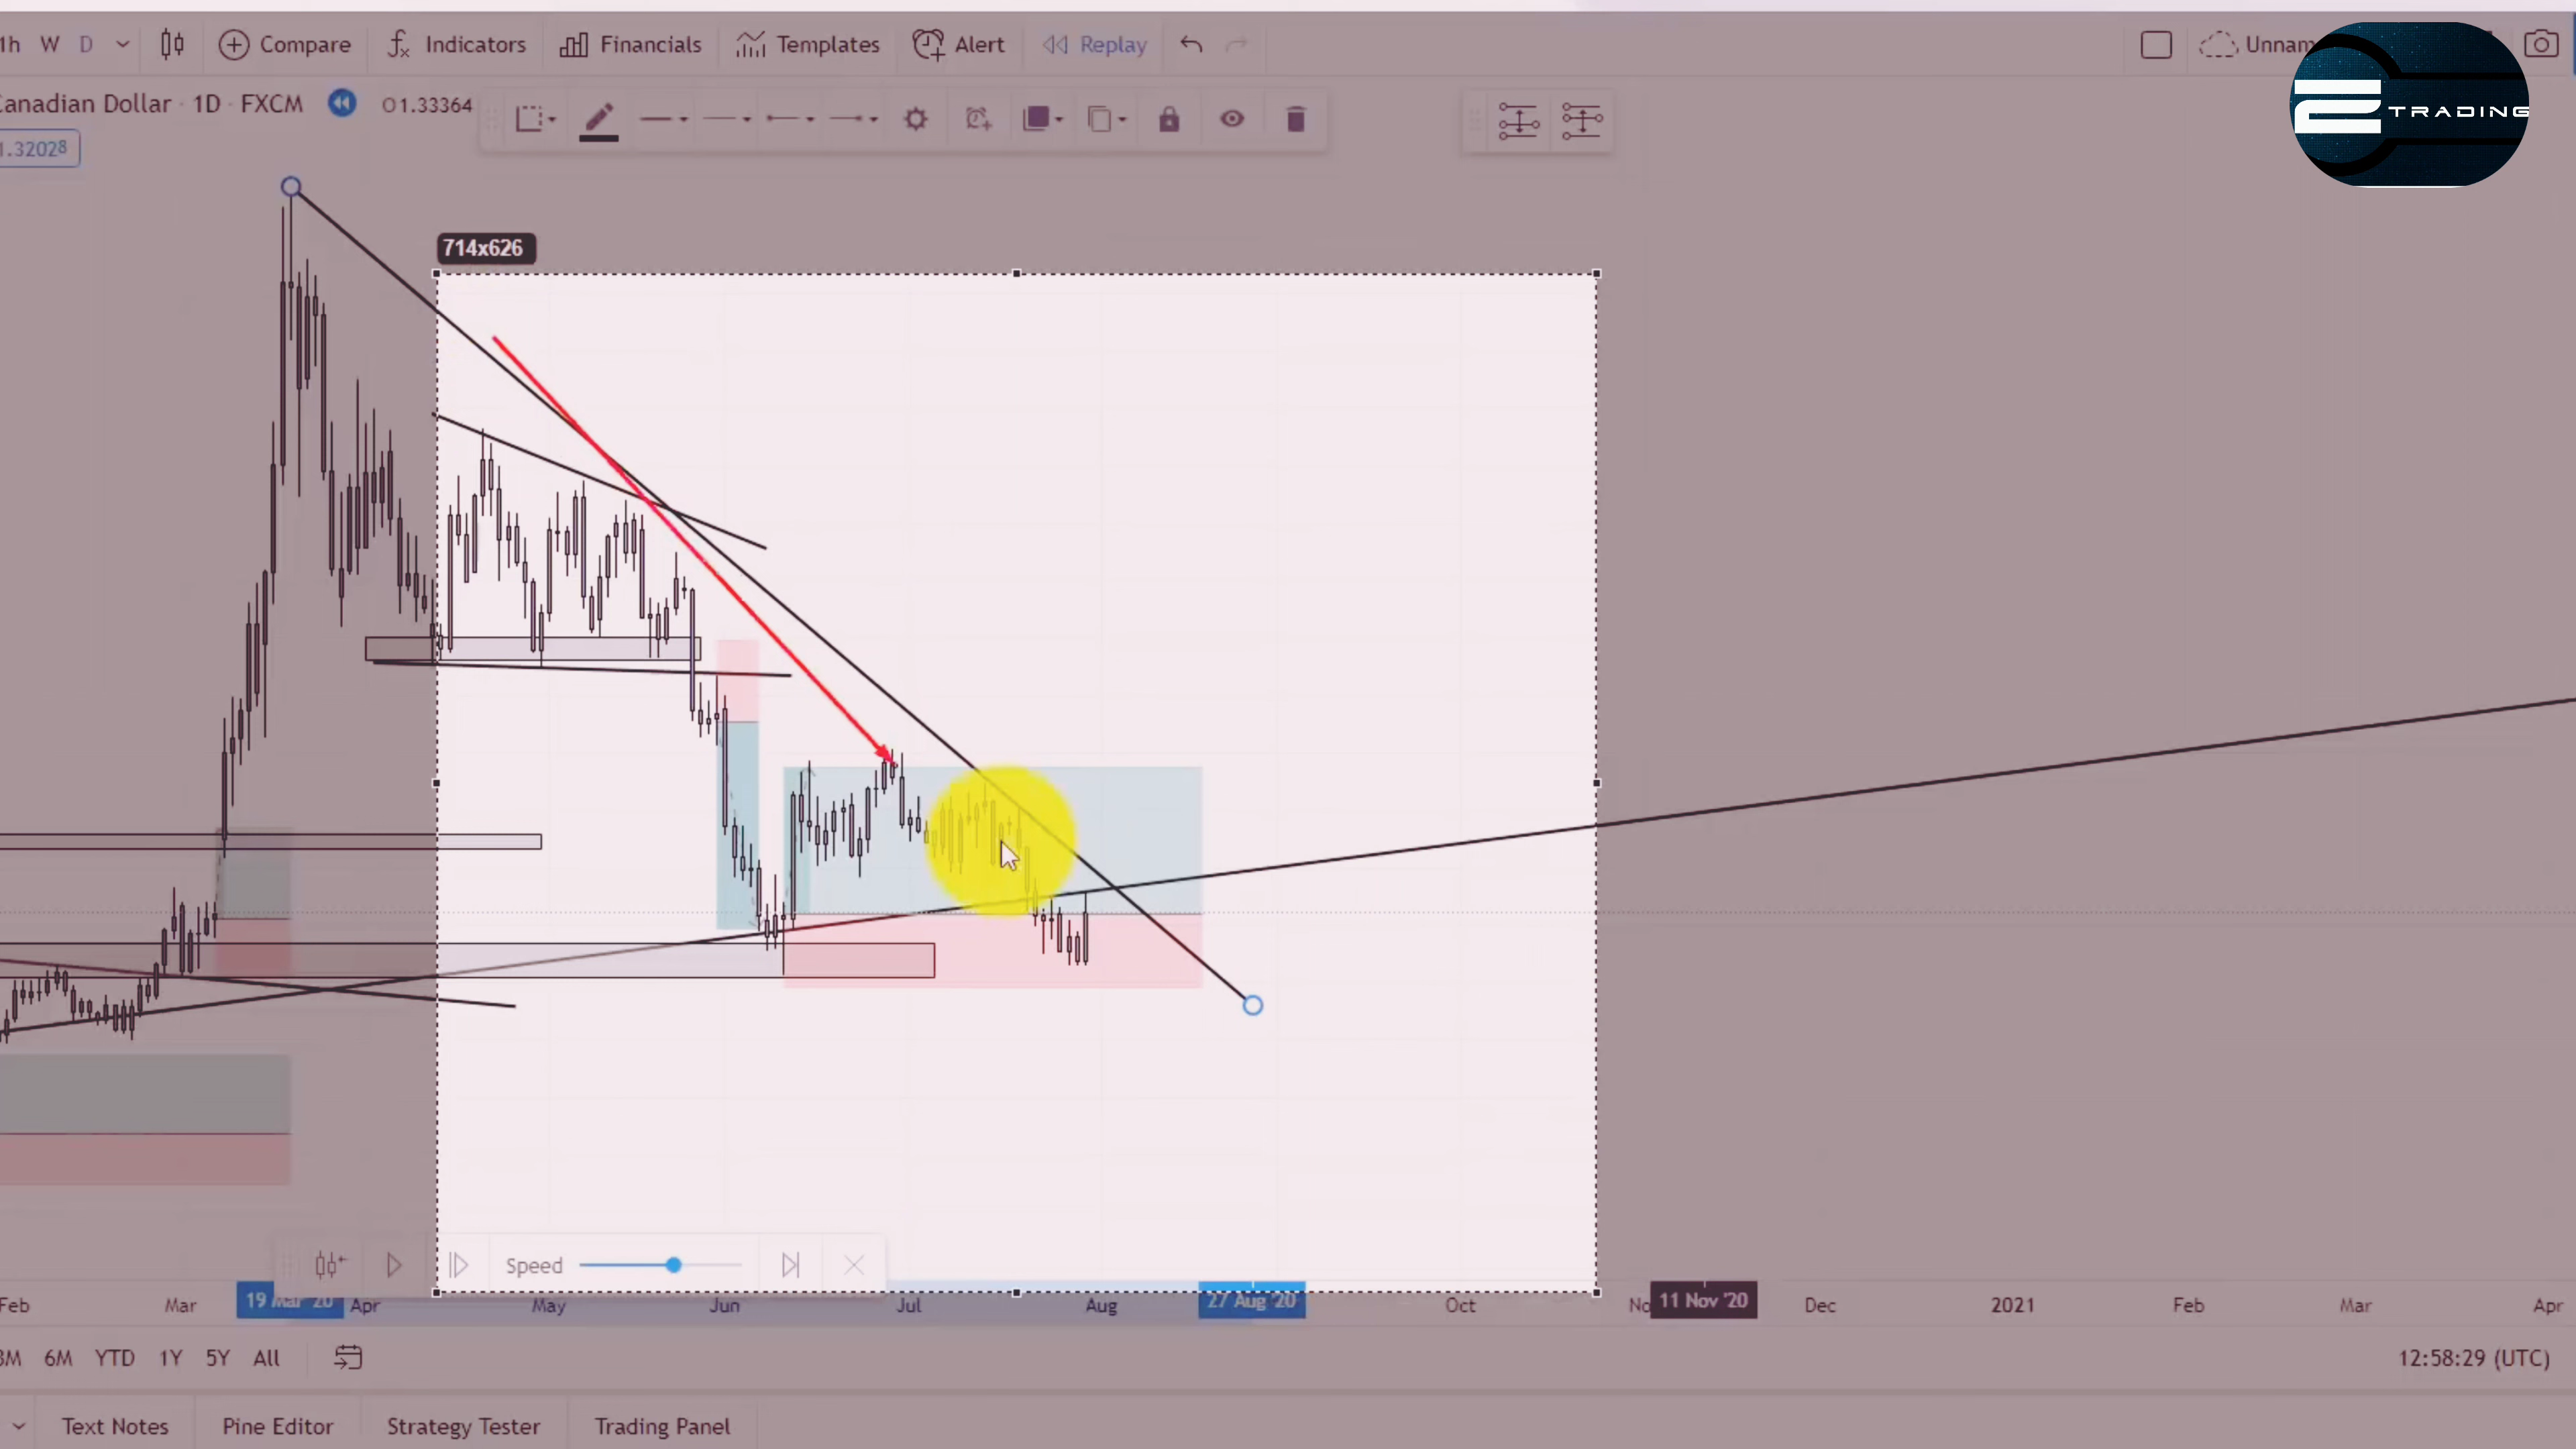 1h W D Compare Indicators Financials Templates Alert Replay
TRADING
Canadian Dollar · 1D · FXCM O1.33364
1.32028
714x626
Speed
Feb Mar 19 Mar '20 Apr May Jun Jul Aug 27 Aug '20 Oct 11 Nov '20 Dec 2021 Feb Mar Apr
3M 6M YTD 1Y 5Y All 12:58:29 (UTC)
Text Notes Pine Editor Strategy Tester Trading Panel